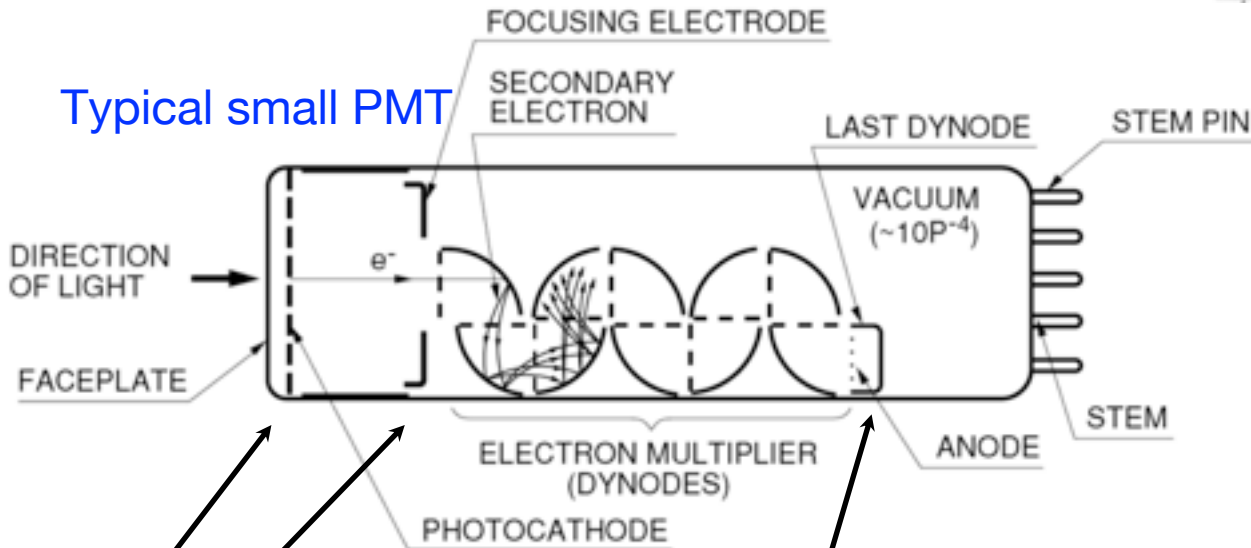 FOCUSING ELECTRODE
Typical small PMT
SECONDARY
ELECTRON
LAST DYNODE
STEM PIN
VACUUM
(~10P⁻⁴)
DIRECTION
OF LIGHT
e⁻
FACEPLATE
STEM
ANODE
ELECTRON MULTIPLIER
(DYNODES)
PHOTOCATHODE